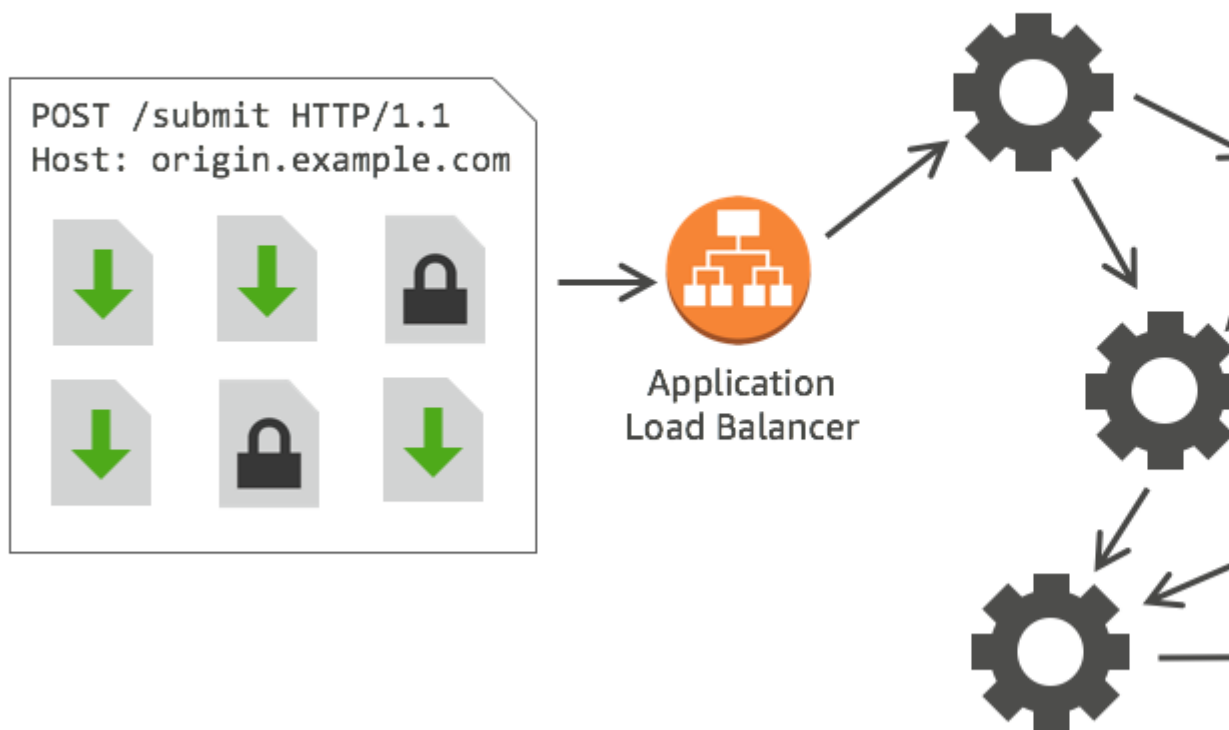 POST /submit HTTP/1.1
Host: origin.example.com
Application
Load Balancer